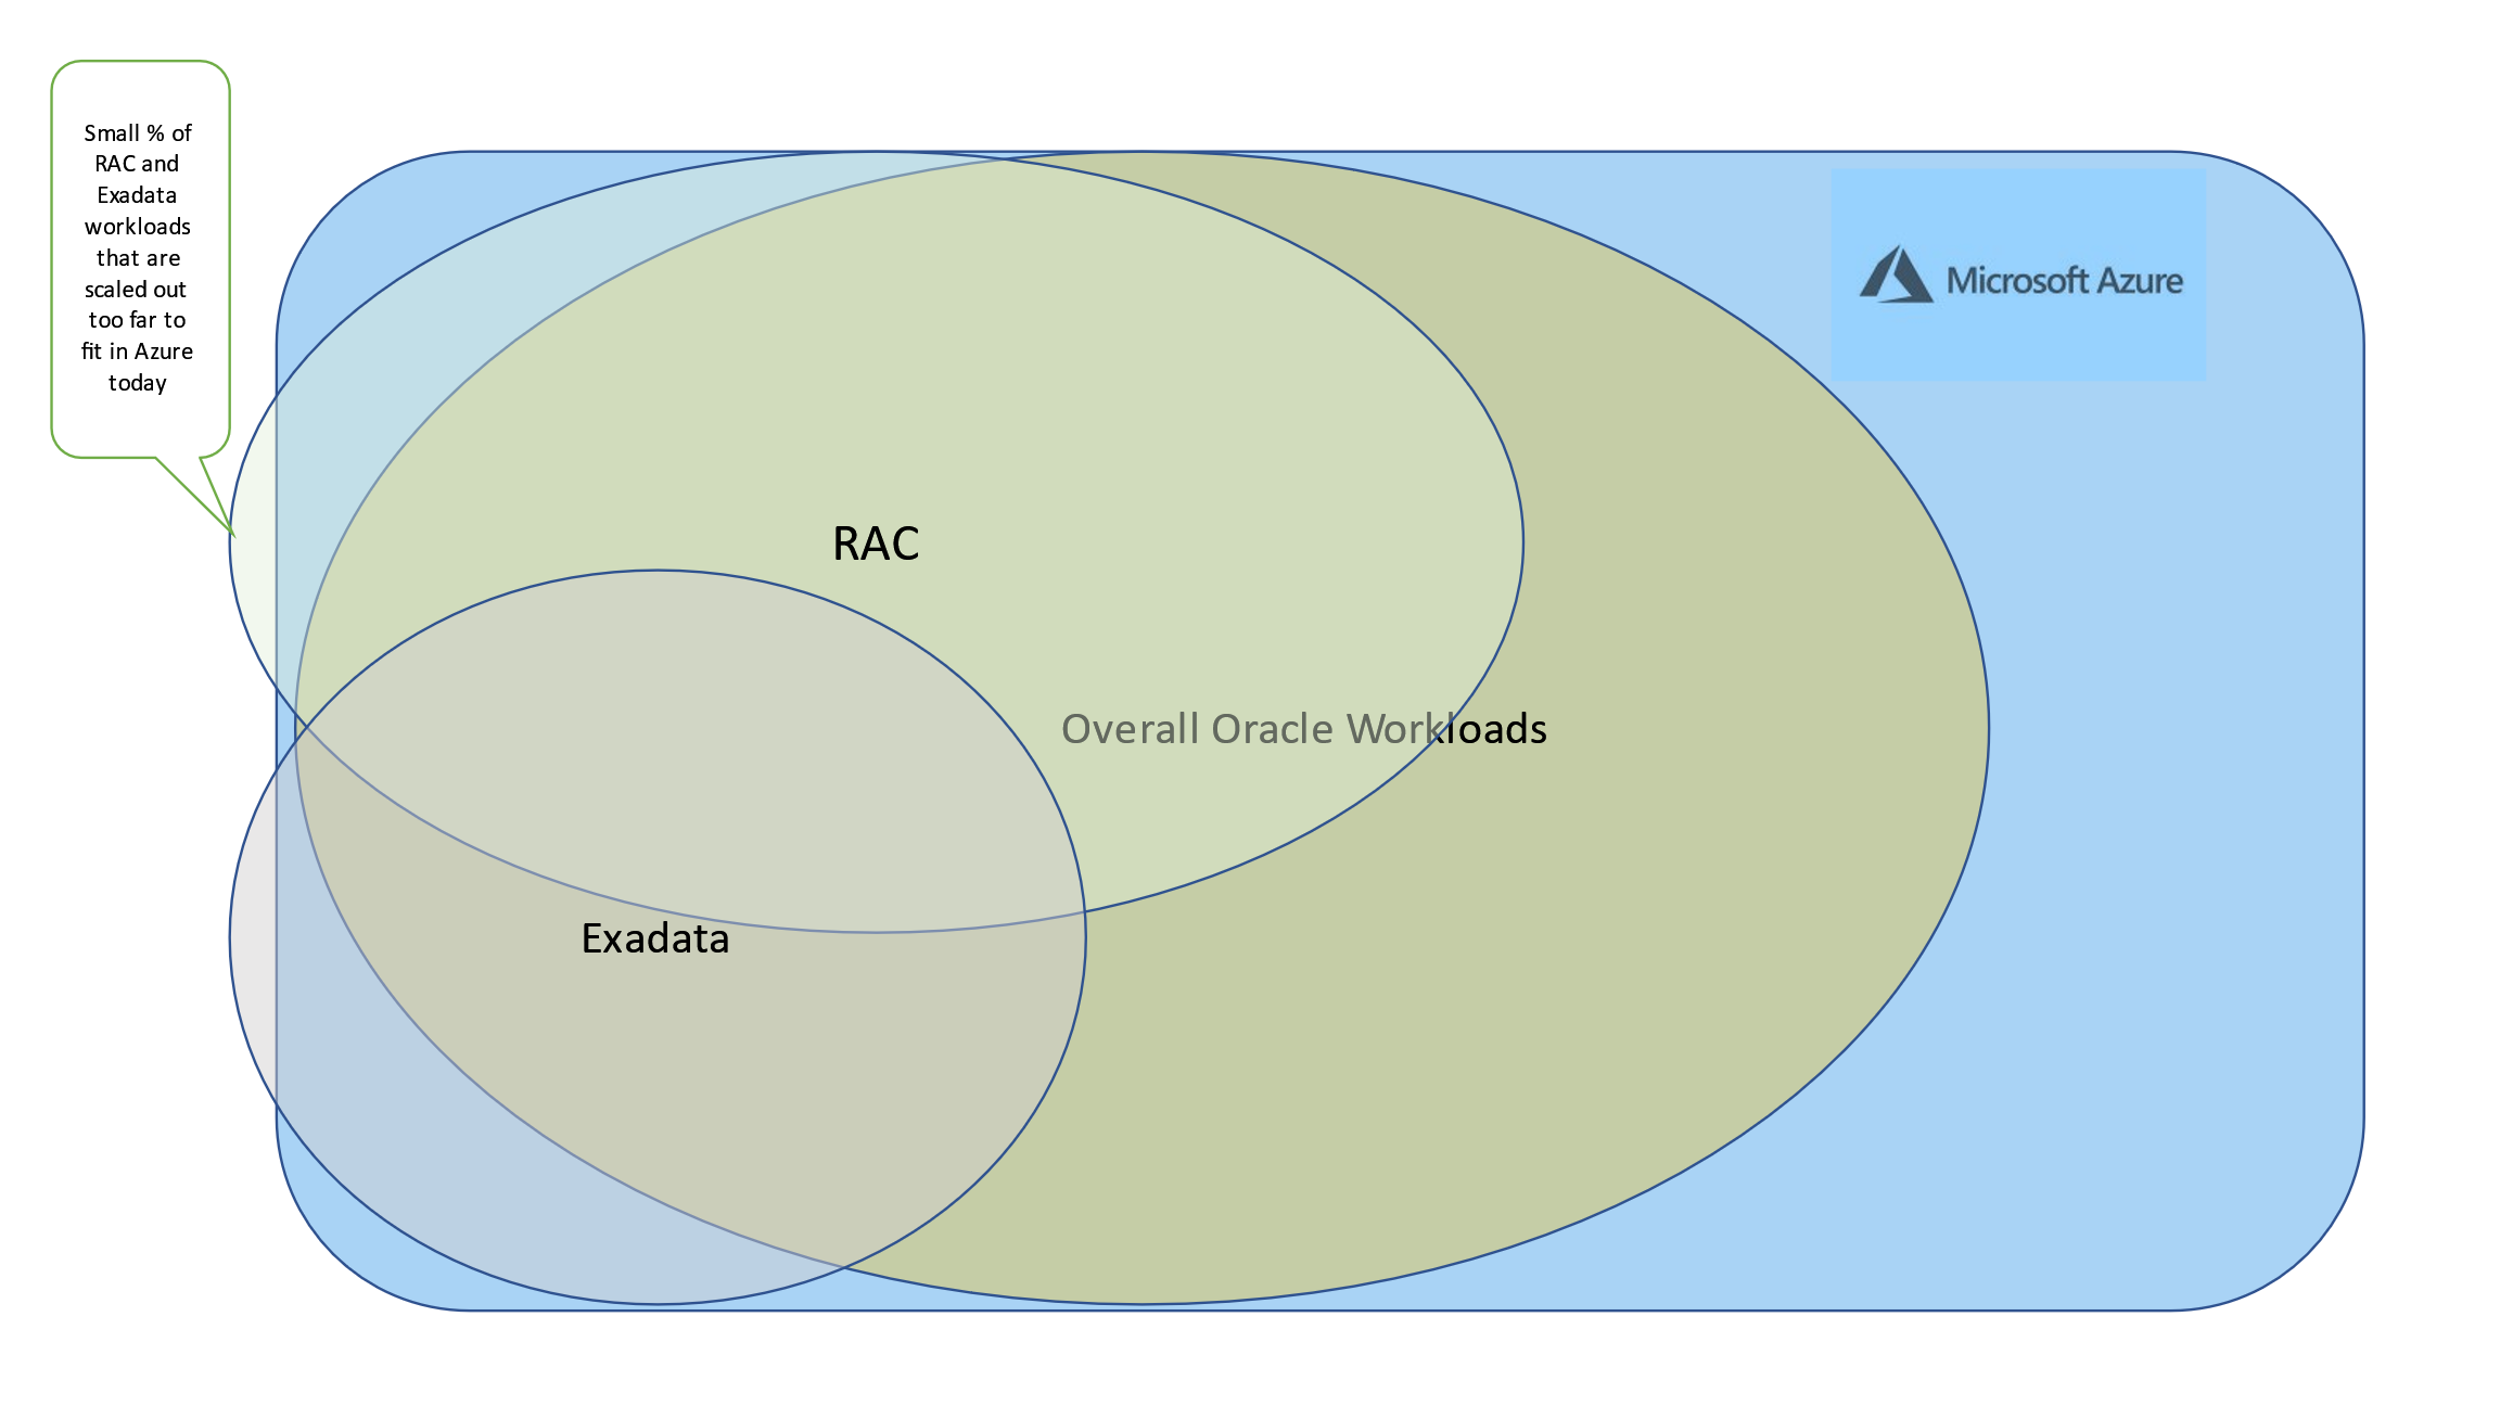 Small % of
RAC and
Exadata
workloads
that are
scaled out
too far to
fit in Azure
today
Microsoft Azure
RAC
Overall Oracle Workloads
Exadata